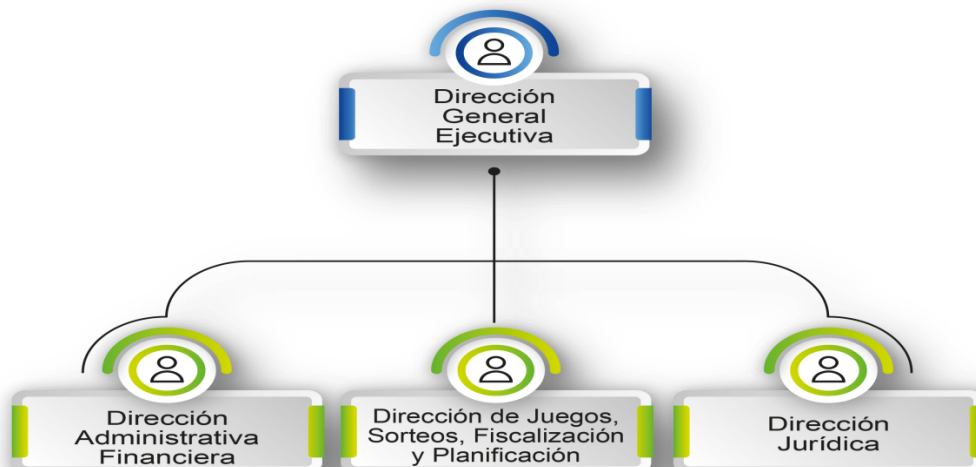 Dirección
General
Ejecutiva
Dirección
Administrativa
Financiera
Dirección de Juegos,
Sorteos, Fiscalización
y Planificación
Dirección
Jurídica